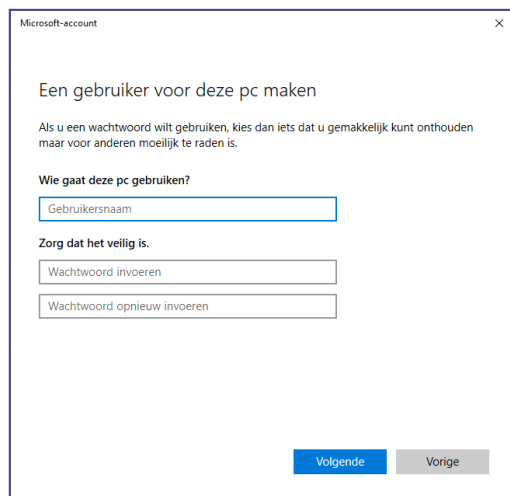 Microsoft-account
Een gebruiker voor deze pc maken
Als u een wachtwoord wilt gebruiken, kies dan iets dat u gemakkelijk kunt onthouden
maar voor anderen moeilijk te raden is.
Wie gaat deze pc gebruiken?
Gebruikersnaam
Zorg dat het veilig is.
Wachtwoord invoeren
Wachtwoord opnieuw invoeren
Volgende Vorige